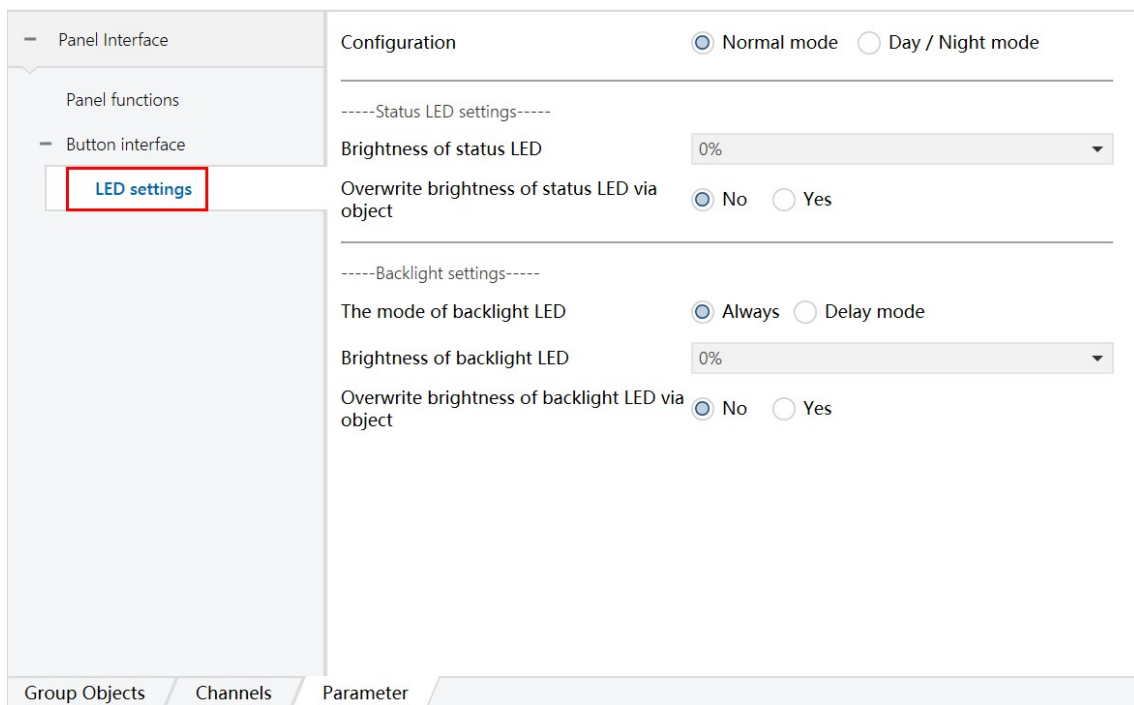 Panel Interface
Panel functions
Button interface
LED settings
Configuration
Normal mode
Day / Night mode
-----Status LED settings-----
Brightness of status LED
0%
Overwrite brightness of status LED via
object
No
Yes
-----Backlight settings-----
The mode of backlight LED
Always
Delay mode
Brightness of backlight LED
0%
Overwrite brightness of backlight LED via
object
No
Yes
Group Objects
Channels
Parameter